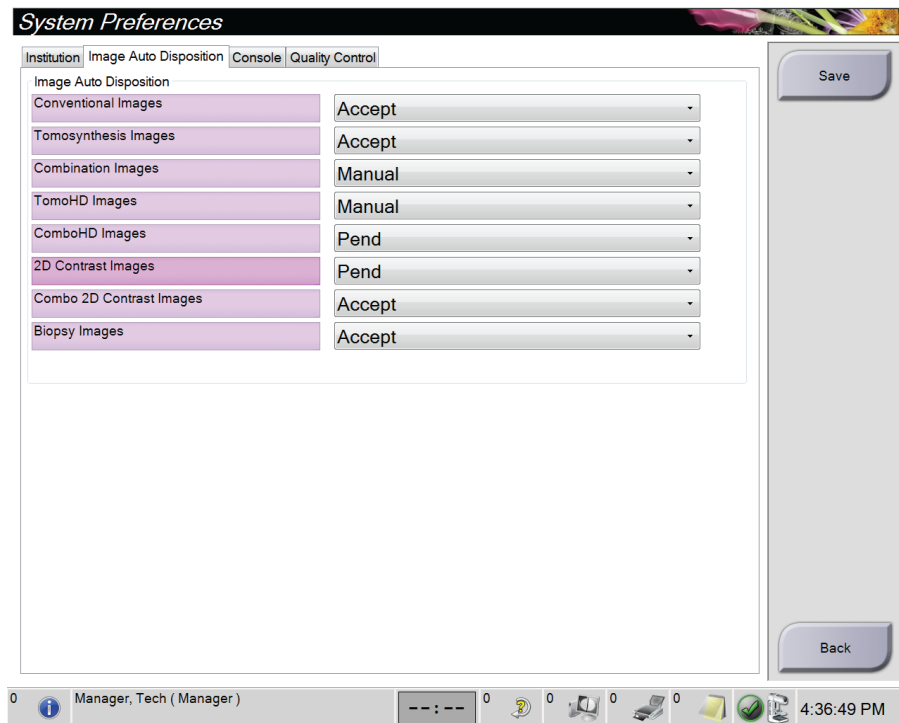 System Preferences
Institution Image Auto Disposition Console Quality Control
Image Auto Disposition
Conventional Images Accept
Tomosynthesis Images Accept
Combination Images Manual
TomoHD Images Manual
ComboHD Images Pend
2D Contrast Images Pend
Combo 2D Contrast Images Accept
Biopsy Images Accept
Save
Back
0 Manager, Tech ( Manager ) --:-- 0 0 0 0 4:36:49 PM